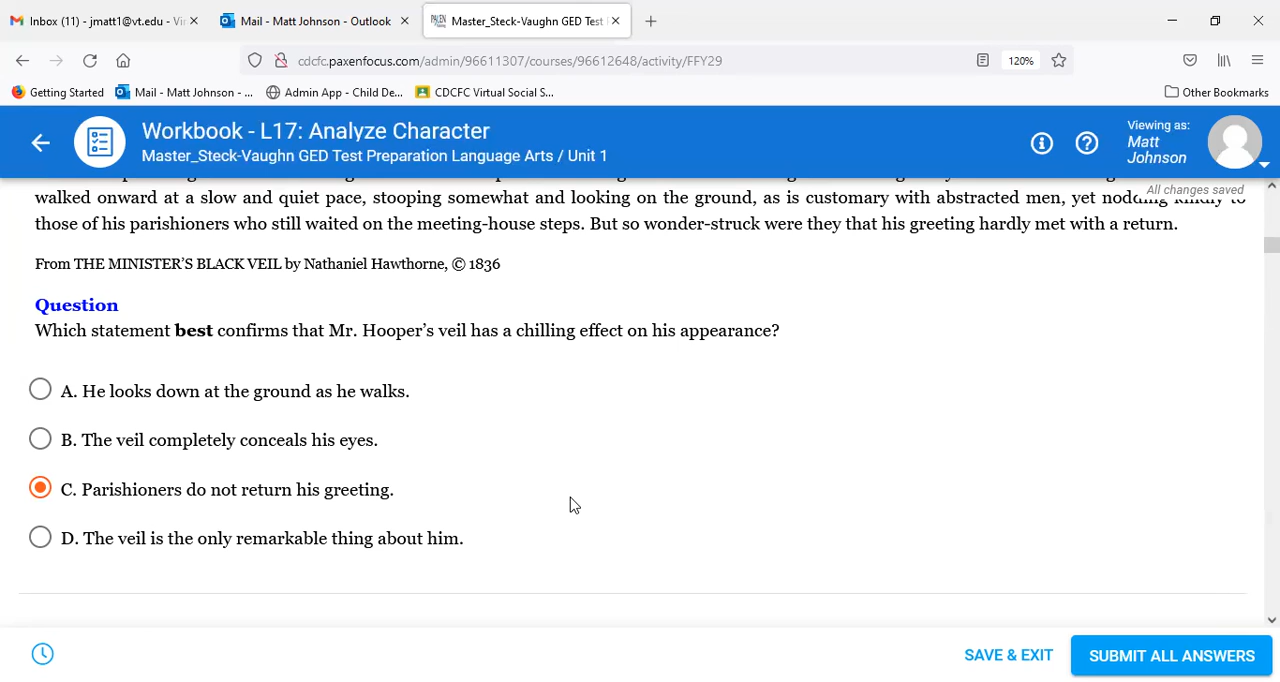 Inbox (11) - jmatt1@vt.edu - Vi
Mail - Matt Johnson - Outlook
Master_Steck-Vaughn GED Test
cdcfc.paxenfocus.com/admin/96611307/courses/96612648/activity/FFY29
120%
Getting Started
Mail - Matt Johnson - ...
Admin App - Child De...
CDCFC Virtual Social S...
Other Bookmarks
Workbook - L17: Analyze Character
Master_Steck-Vaughn GED Test Preparation Language Arts / Unit 1
Viewing as:
Matt
Johnson
All changes saved
walked onward at a slow and quiet pace, stooping somewhat and looking on the ground, as is customary with abstracted men, yet nodding kindly to
those of his parishioners who still waited on the meeting-house steps. But so wonder-struck were they that his greeting hardly met with a return.
From THE MINISTER'S BLACK VEIL by Nathaniel Hawthorne, © 1836
Question
Which statement best confirms that Mr. Hooper's veil has a chilling effect on his appearance?
A. He looks down at the ground as he walks.
B. The veil completely conceals his eyes.
C. Parishioners do not return his greeting.
D. The veil is the only remarkable thing about him.
SAVE & EXIT
SUBMIT ALL ANSWERS